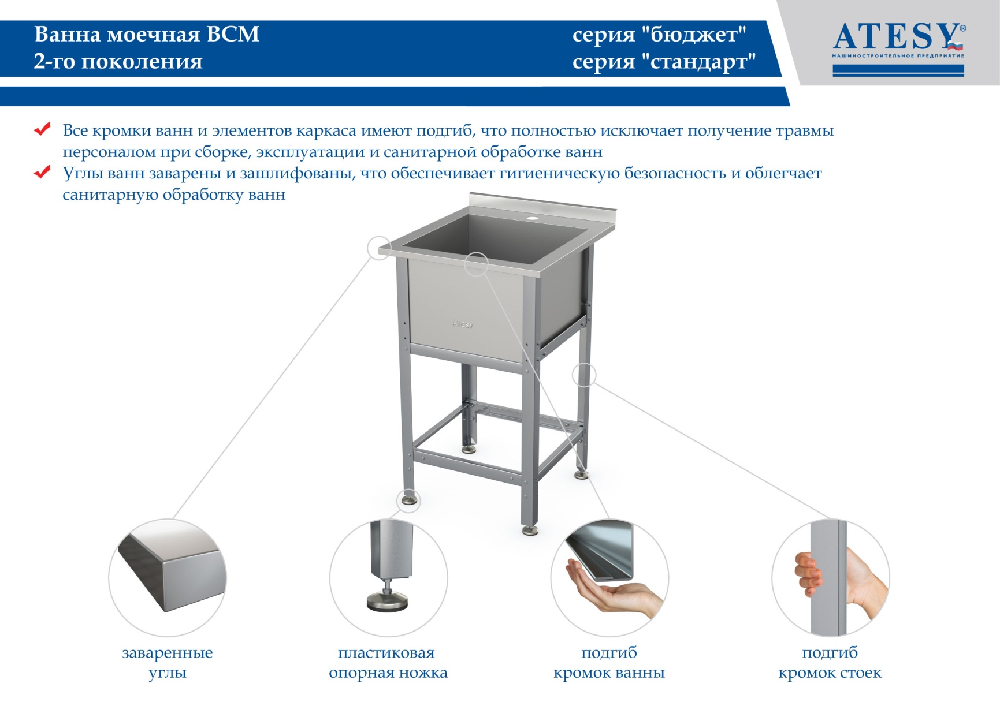 Ванна моечная ВСМ
2-го поколения
серия "бюджет"
серия "стандарт"
ATESY®
МАШИНОСТРОИТЕЛЬНОЕ ПРЕДПРИЯТИЕ
Все кромки ванн и элементов каркаса имеют подгиб, что полностью исключает получение травмы
персоналом при сборке, эксплуатации и санитарной обработке ванн
Углы ванн заварены и зашлифованы, что обеспечивает гигиеническую безопасность и облегчает
санитарную обработку ванн
ATESY
заваренные
углы
пластиковая
опорная ножка
подгиб
кромок ванны
подгиб
кромок стоек